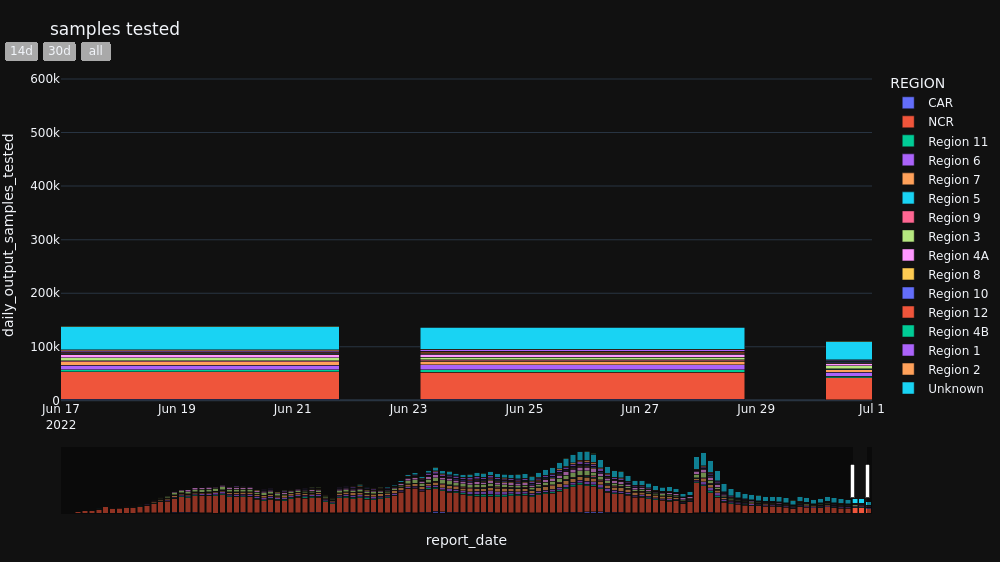 samples tested
14d 30d all
daily_output_samples_tested
600k
500k
400k
300k
200k
100k
0
Jun 17 Jun 19 Jun 21 Jun 23 Jun 25 Jun 27 Jun 29 Jul 1
2022
report_date
REGION
CAR
NCR
Region 11
Region 6
Region 7
Region 5
Region 9
Region 3
Region 4A
Region 8
Region 10
Region 12
Region 4B
Region 1
Region 2
Unknown